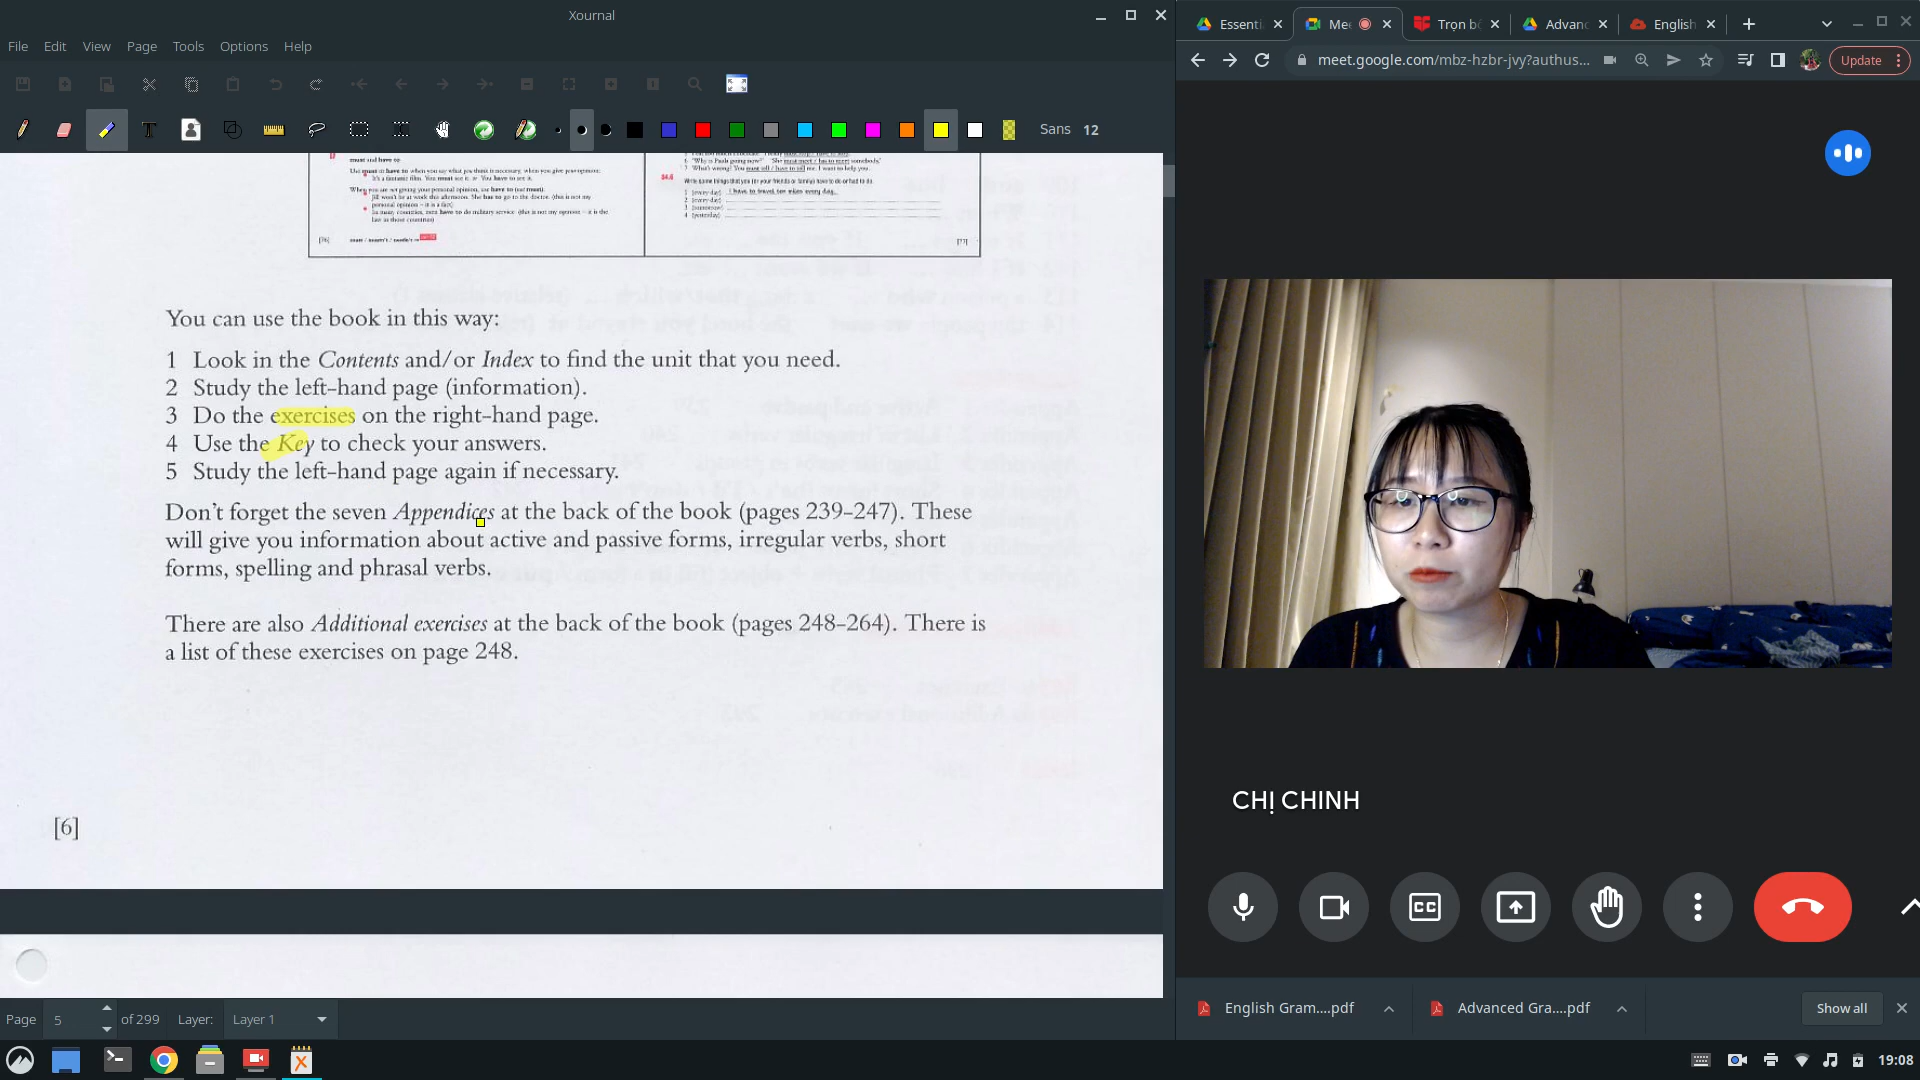 Xournal
File Edit View Page Tools Options Help
Sans 12
must and have to
[76]
[77]
You can use the book in this way:
1 Look in the Contents and/or Index to find the unit that you need.
2 Study the left-hand page (information).
3 Do the exercises on the right-hand page.
4 Use the Key to check your answers.
5 Study the left-hand page again if necessary.
Don't forget the seven Appendices at the back of the book (pages 239–247). These
will give you information about active and passive forms, irregular verbs, short
forms, spelling and phrasal verbs.
There are also Additional exercises at the back of the book (pages 248–264). There is
a list of these exercises on page 248.
[6]
Page 5 of 299 Layer: Layer 1
Essenti
Mee
Trọn bộ
Advanc
English
meet.google.com/mbz-hzbr-jvy?authus...
Update
CHỊ CHINH
CC
English Gram....pdf
Advanced Gra....pdf
Show all
19:08